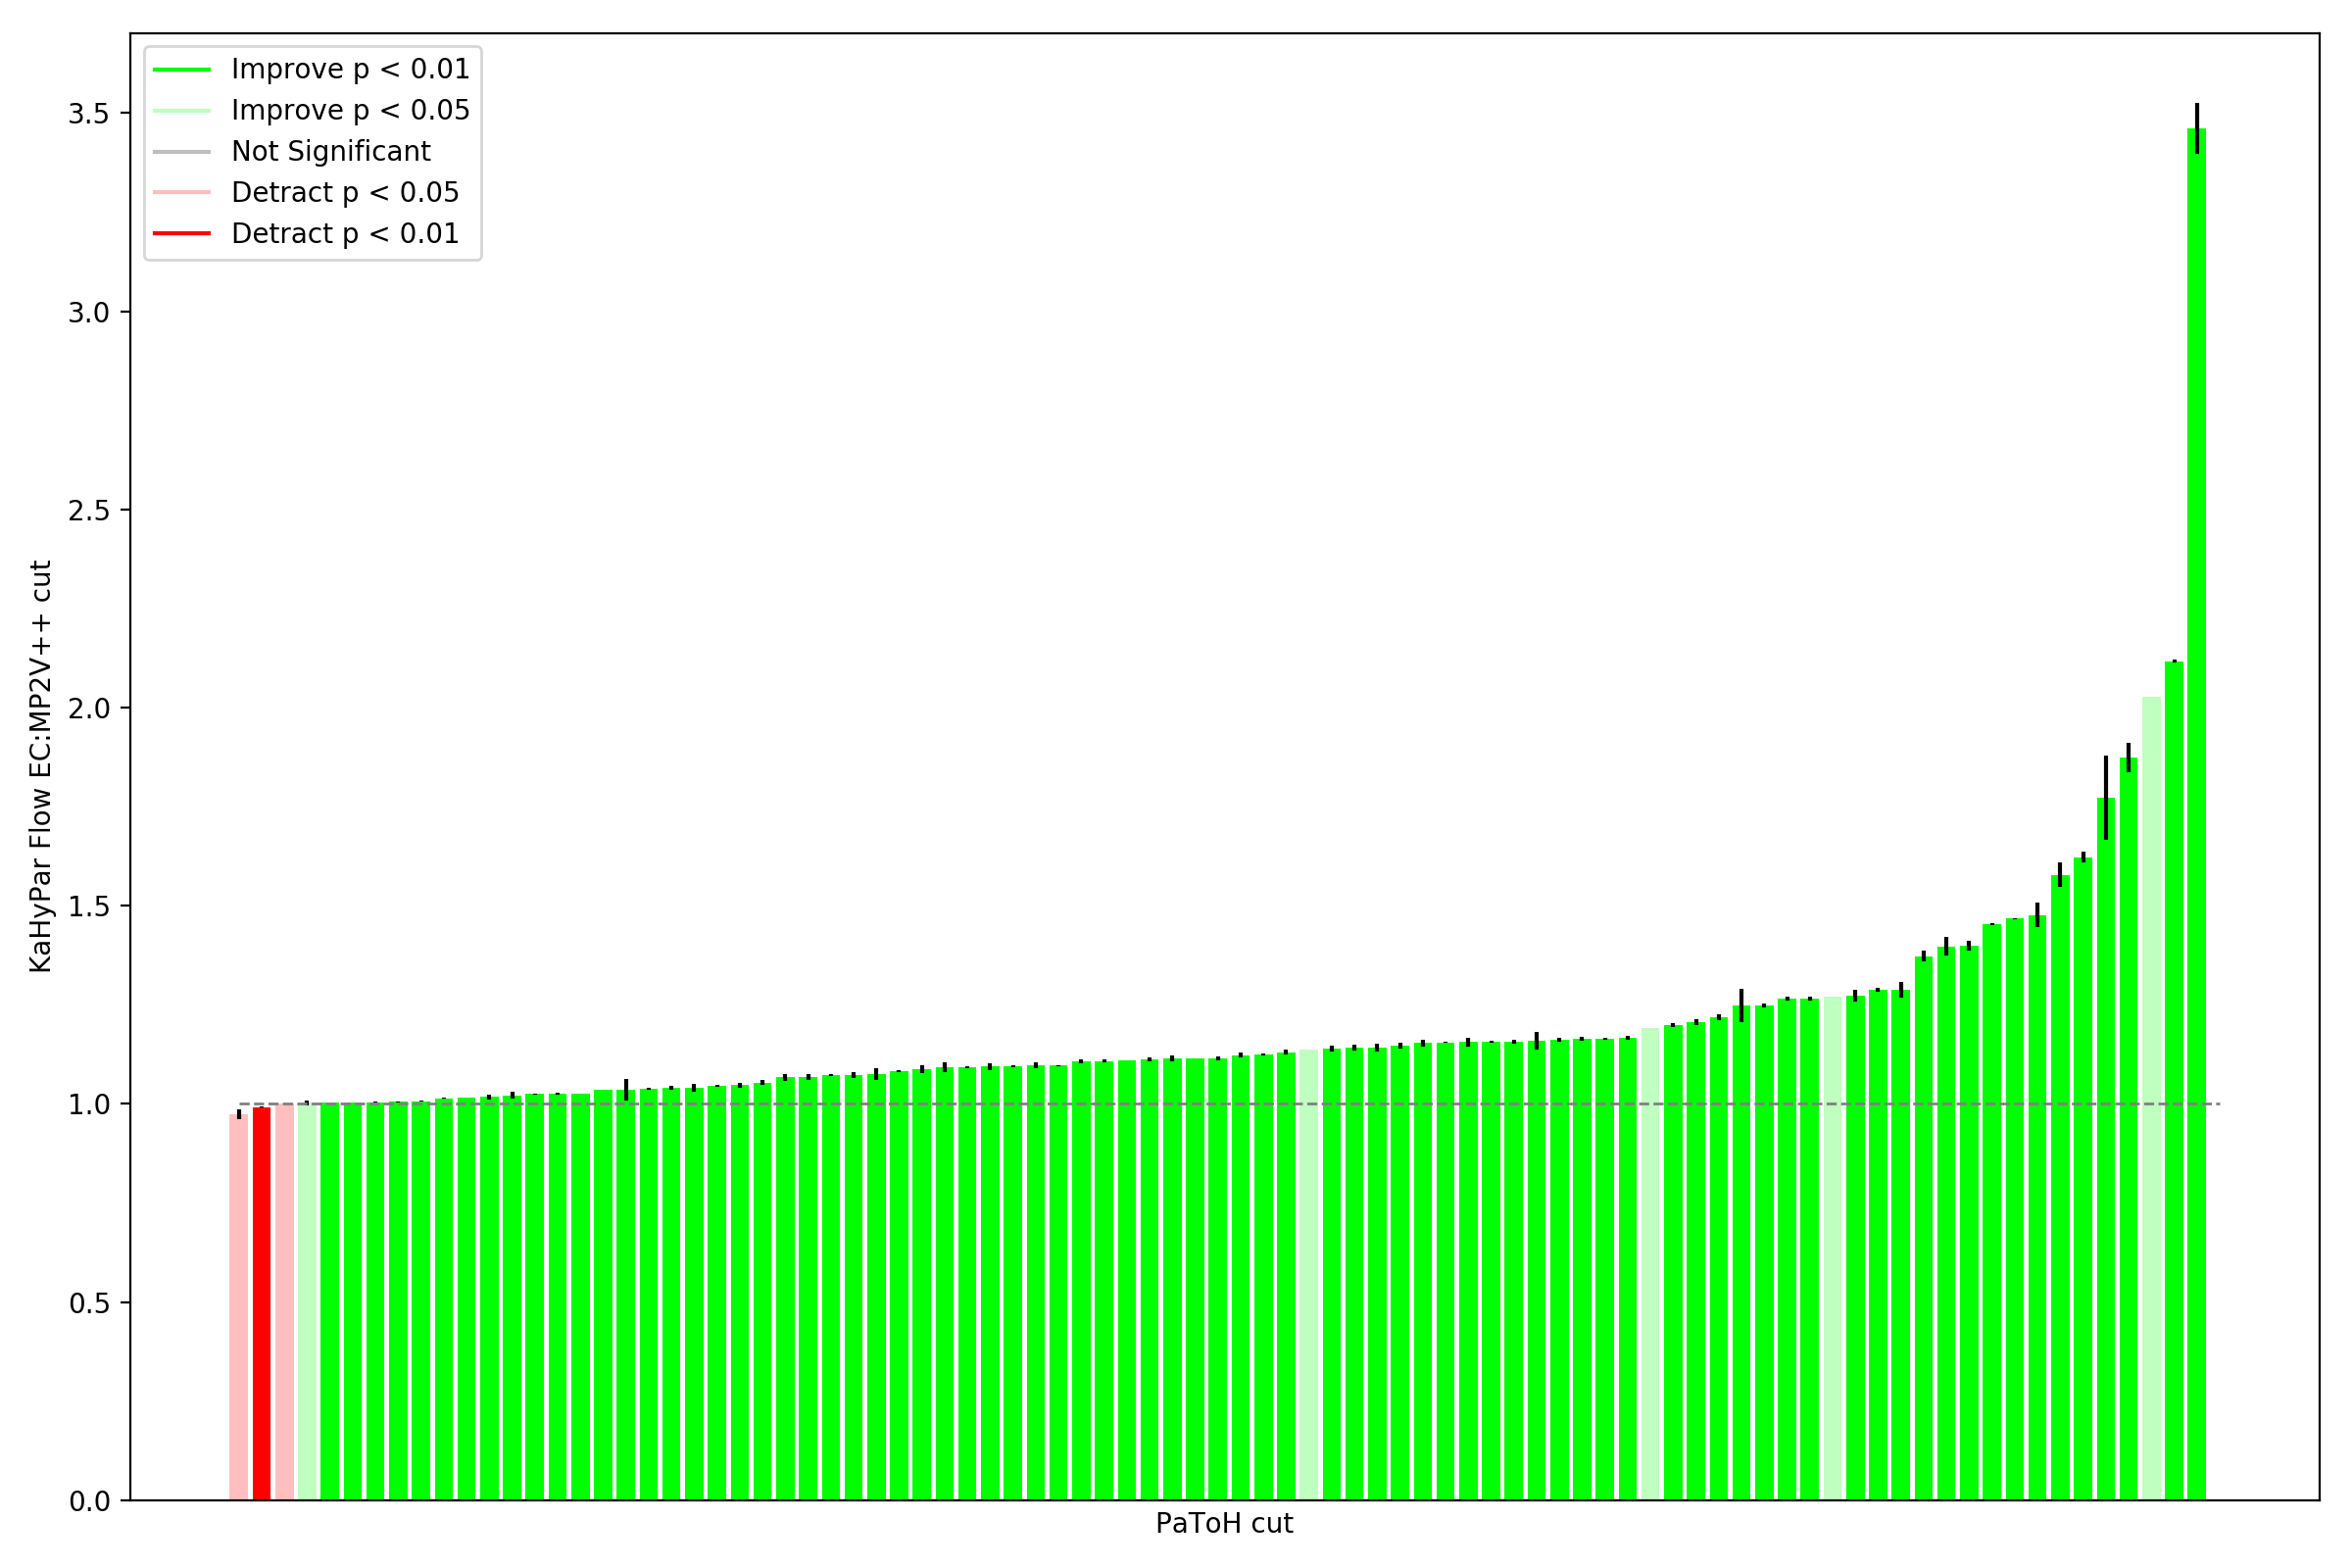 Improve p < 0.01
Improve p < 0.05
Not Significant
Detract p < 0.05
Detract p < 0.01
3.5
3.0
2.5
2.0
1.5
1.0
0.5
0.0
KaHyPar Flow EC:MP2V++ cut
PaToH cut